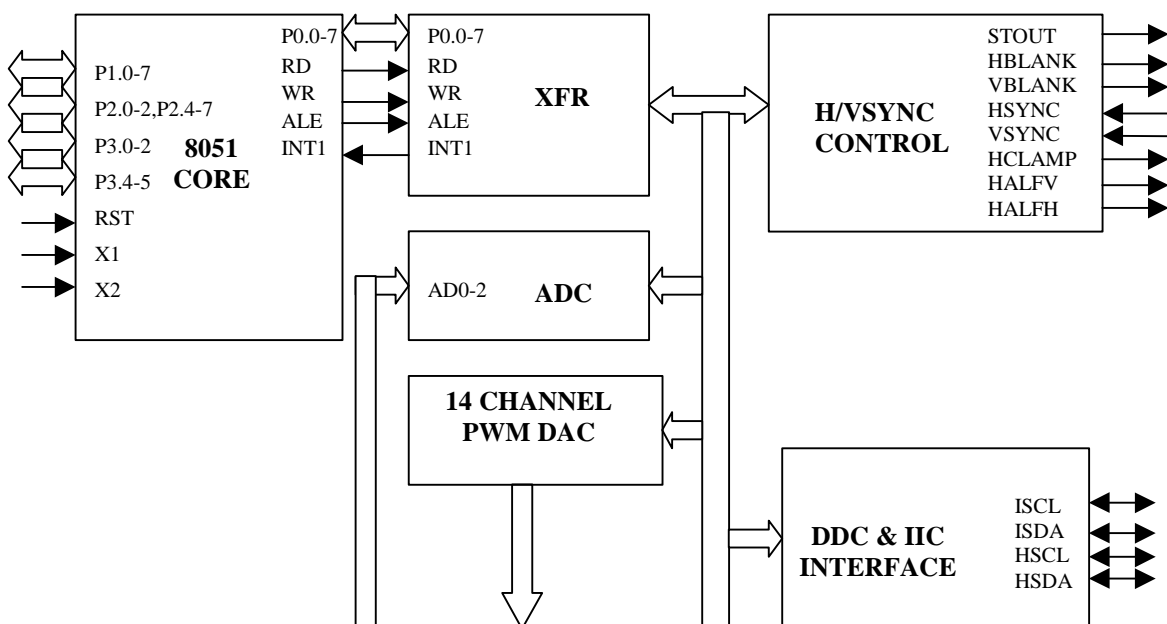 P0.0-7
P1.0-7
RD
P2.0-2,P2.4-7
WR
ALE
P3.0-2
INT1
8051
CORE
P3.4-5
RST
X1
X2
P0.0-7
RD
WR
ALE
INT1
XFR
STOUT
HBLANK
VBLANK
HSYNC
VSYNC
HCLAMP
HALFV
HALFH
H/VSYNC
CONTROL
AD0-2
ADC
14 CHANNEL
PWM DAC
DDC & IIC
INTERFACE
ISCL
ISDA
HSCL
HSDA